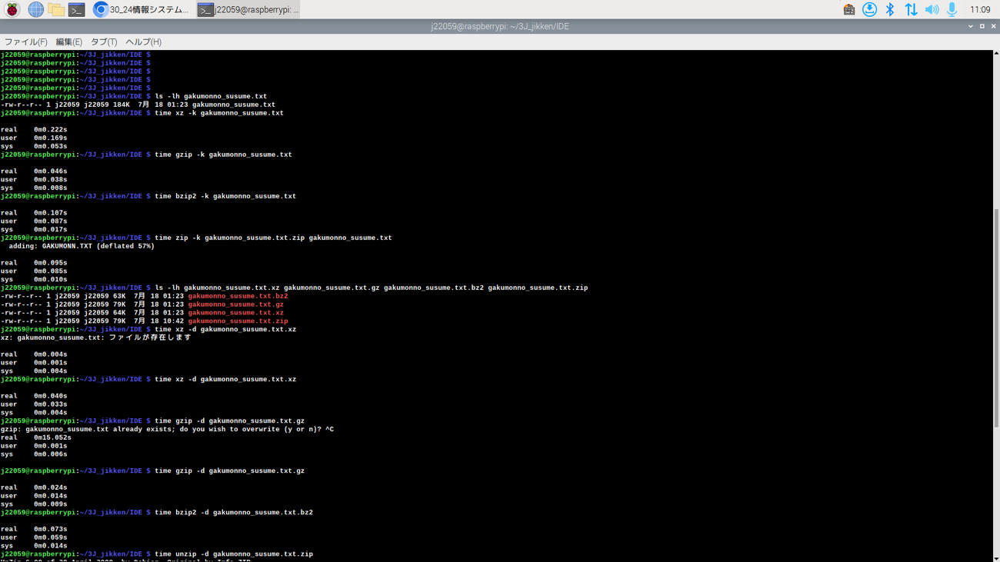 30_24情報システム...
j22059@raspberrypi: ...
11:09
j22059@raspberrypi: ~/3J_jikken/IDE
ファイル(F) 編集(E) タブ(T) ヘルプ(H)
j22059@raspberrypi:~/3J_jikken/IDE $
j22059@raspberrypi:~/3J_jikken/IDE $
j22059@raspberrypi:~/3J_jikken/IDE $
j22059@raspberrypi:~/3J_jikken/IDE $
j22059@raspberrypi:~/3J_jikken/IDE $
j22059@raspberrypi:~/3J_jikken/IDE $ ls -lh gakumonno_susume.txt
-rw-r--r-- 1 j22059 j22059 184K  7月 18 01:23 gakumonno_susume.txt
j22059@raspberrypi:~/3J_jikken/IDE $ time xz -k gakumonno_susume.txt
real    0m0.222s
user    0m0.169s
sys     0m0.053s
j22059@raspberrypi:~/3J_jikken/IDE $ time gzip -k gakumonno_susume.txt
real    0m0.046s
user    0m0.038s
sys     0m0.008s
j22059@raspberrypi:~/3J_jikken/IDE $ time bzip2 -k gakumonno_susume.txt
real    0m0.107s
user    0m0.087s
sys     0m0.017s
j22059@raspberrypi:~/3J_jikken/IDE $ time zip -k gakumonno_susume.txt.zip gakumonno_susume.txt
  adding: GAKUMONN.TXT (deflated 57%)
real    0m0.095s
user    0m0.085s
sys     0m0.010s
j22059@raspberrypi:~/3J_jikken/IDE $ ls -lh gakumonno_susume.txt.xz gakumonno_susume.txt.gz gakumonno_susume.txt.bz2 gakumonno_susume.txt.zip
-rw-r--r-- 1 j22059 j22059 63K  7月 18 01:23 gakumonno_susume.txt.bz2
-rw-r--r-- 1 j22059 j22059 79K  7月 18 01:23 gakumonno_susume.txt.gz
-rw-r--r-- 1 j22059 j22059 64K  7月 18 01:23 gakumonno_susume.txt.xz
-rw-r--r-- 1 j22059 j22059 79K  7月 18 10:42 gakumonno_susume.txt.zip
j22059@raspberrypi:~/3J_jikken/IDE $ time xz -d gakumonno_susume.txt.xz
xz: gakumonno_susume.txt: ファイルが存在します
real    0m0.004s
user    0m0.001s
sys     0m0.004s
j22059@raspberrypi:~/3J_jikken/IDE $ time xz -d gakumonno_susume.txt.xz
real    0m0.040s
user    0m0.033s
sys     0m0.004s
j22059@raspberrypi:~/3J_jikken/IDE $ time gzip -d gakumonno_susume.txt.gz
gzip: gakumonno_susume.txt already exists; do you wish to overwrite (y or n)? ^C
real    0m15.052s
user    0m0.001s
sys     0m0.006s
j22059@raspberrypi:~/3J_jikken/IDE $ time gzip -d gakumonno_susume.txt.gz
real    0m0.024s
user    0m0.014s
sys     0m0.009s
j22059@raspberrypi:~/3J_jikken/IDE $ time bzip2 -d gakumonno_susume.txt.bz2
real    0m0.073s
user    0m0.059s
sys     0m0.014s
j22059@raspberrypi:~/3J_jikken/IDE $ time unzip -d gakumonno_susume.txt.zip